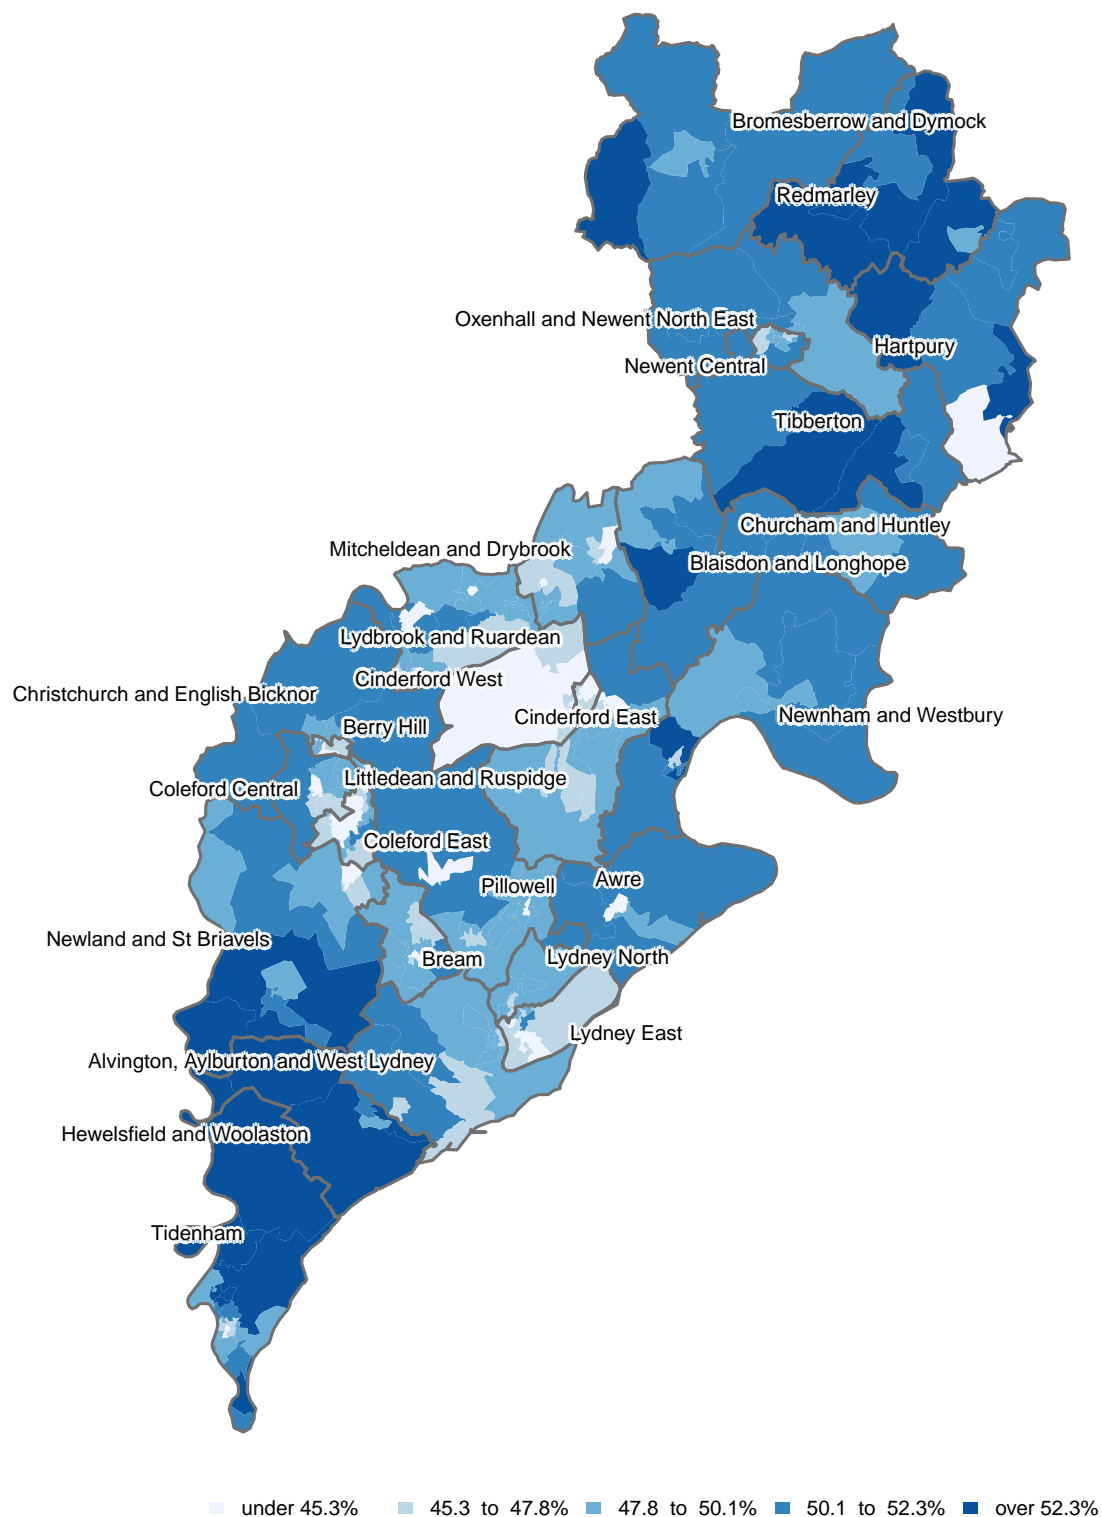 Bromesberrow and Dymock
Redmarley
Oxenhall and Newent North East
Hartpury
Newent Central
Tibberton
Churcham and Huntley
Mitcheldean and Drybrook
Blaisdon and Longhope
Lydbrook and Ruardean
Cinderford West
Christchurch and English Bicknor
Cinderford East
Newnham and Westbury
Berry Hill
Littledean and Ruspidge
Coleford Central
Coleford East
Awre
Pillowell
Newland and St Briavels
Lydney North
Bream
Lydney East
Alvington, Aylburton and West Lydney
Hewelsfield and Woolaston
Tidenham
under 45.3% 45.3 to 47.8% 47.8 to 50.1% 50.1 to 52.3% over 52.3%